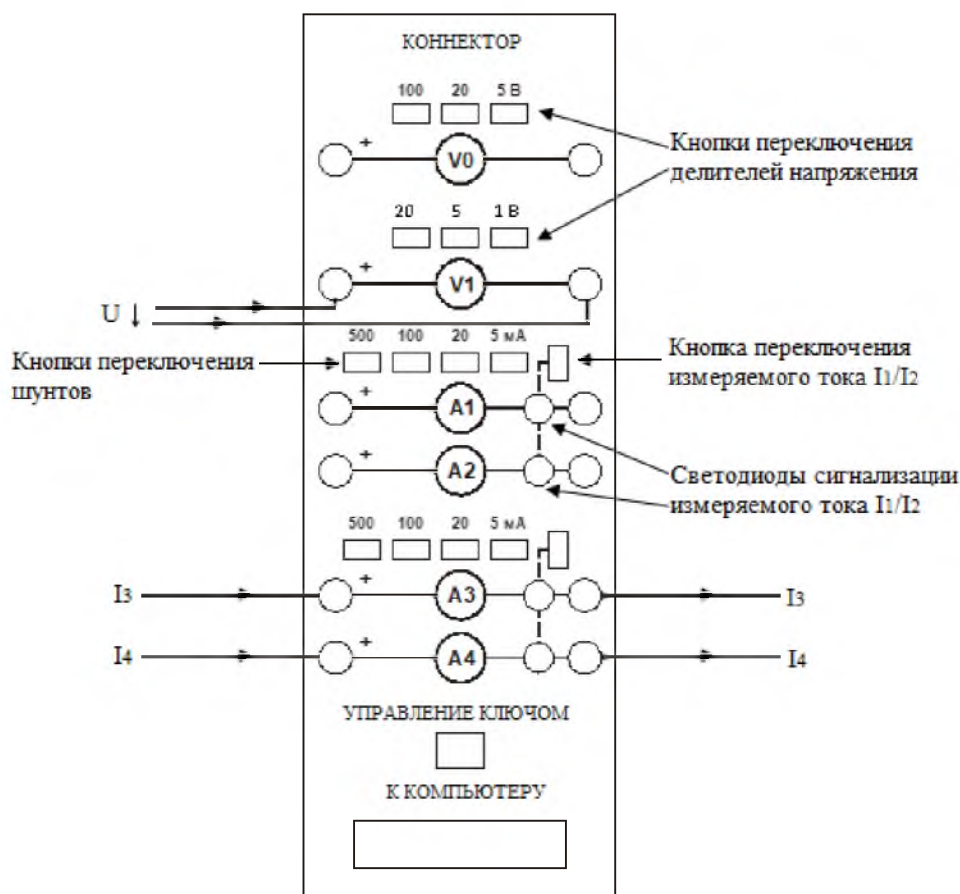 КОННЕКТОР
100 20 5 В
Кнопки переключения
делителей напряжения
+ V0
20 5 1 В
+ V1
U ↓
500 100 20 5 мА
Кнопки переключения
шунтов
Кнопка переключения
измеряемого тока I1/I2
+ A1
+ A2
Светодиоды сигнализации
измеряемого тока I1/I2
500 100 20 5 мА
I3 + A3 I3
I4 + A4 I4
УПРАВЛЕНИЕ КЛЮЧОМ
К КОМПЬЮТЕРУ